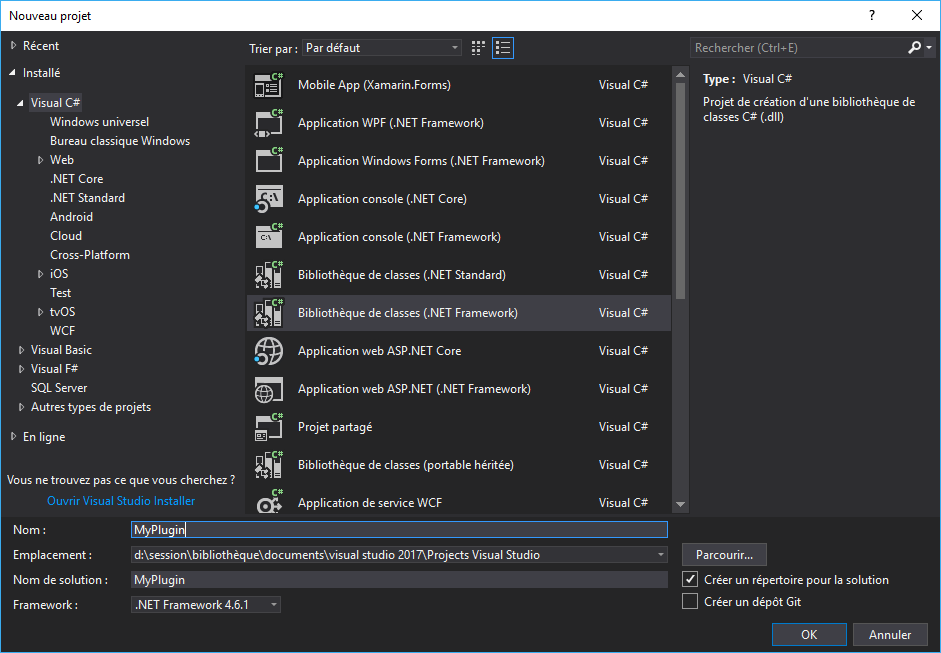 Nouveau projet
?
Récent
Installé
Visual C#
Windows universel
Bureau classique Windows
Web
.NET Core
.NET Standard
Android
Cloud
Cross-Platform
iOS
Test
tvOS
WCF
Visual Basic
Visual F#
SQL Server
Autres types de projets
En ligne
Vous ne trouvez pas ce que vous cherchez ?
Ouvrir Visual Studio Installer
Trier par : Par défaut
C# Mobile App (Xamarin.Forms) Visual C#
C# Application WPF (.NET Framework) Visual C#
C# Application Windows Forms (.NET Framework) Visual C#
C:\ Application console (.NET Core) Visual C#
C# C:\ Application console (.NET Framework) Visual C#
C# Bibliothèque de classes (.NET Standard) Visual C#
C# Bibliothèque de classes (.NET Framework) Visual C#
Application web ASP.NET Core Visual C#
Application web ASP.NET (.NET Framework) Visual C#
C# Projet partagé Visual C#
C# Bibliothèque de classes (portable héritée) Visual C#
C# Application de service WCF Visual C#
Rechercher (Ctrl+E)
Type : Visual C#
Projet de création d'une bibliothèque de
classes C# (.dll)
Nom : MyPlugin
Emplacement : d:\session\bibliothèque\documents\visual studio 2017\Projects Visual Studio
Parcourir...
Nom de solution : MyPlugin
Créer un répertoire pour la solution
Framework : .NET Framework 4.6.1
Créer un dépôt Git
OK
Annuler